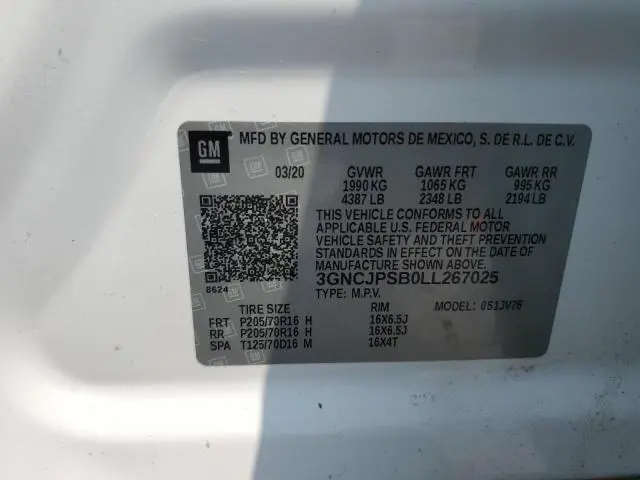 GM
MFD BY GENERAL MOTORS DE MEXICO, S. DE R.L. DE C.V.
03/20 GVWR GAWR FRT GAWR RR
1990 KG 1065 KG 995 KG
4387 LB 2348 LB 2194 LB
THIS VEHICLE CONFORMS TO ALL
APPLICABLE U.S. FEDERAL MOTOR
VEHICLE SAFETY AND THEFT PREVENTION
STANDARDS IN EFFECT ON THE DATE OF
MANUFACTURE SHOWN ABOVE.
8624
3GNCJPSB0LL267025
TYPE: M.P.V. MODEL: 051JV76
TIRE SIZE RIM
FRT P205/70R16 H 16X6.5J
RR P205/70R16 H 16X6.5J
SPA T125/70D16 M 16X4T